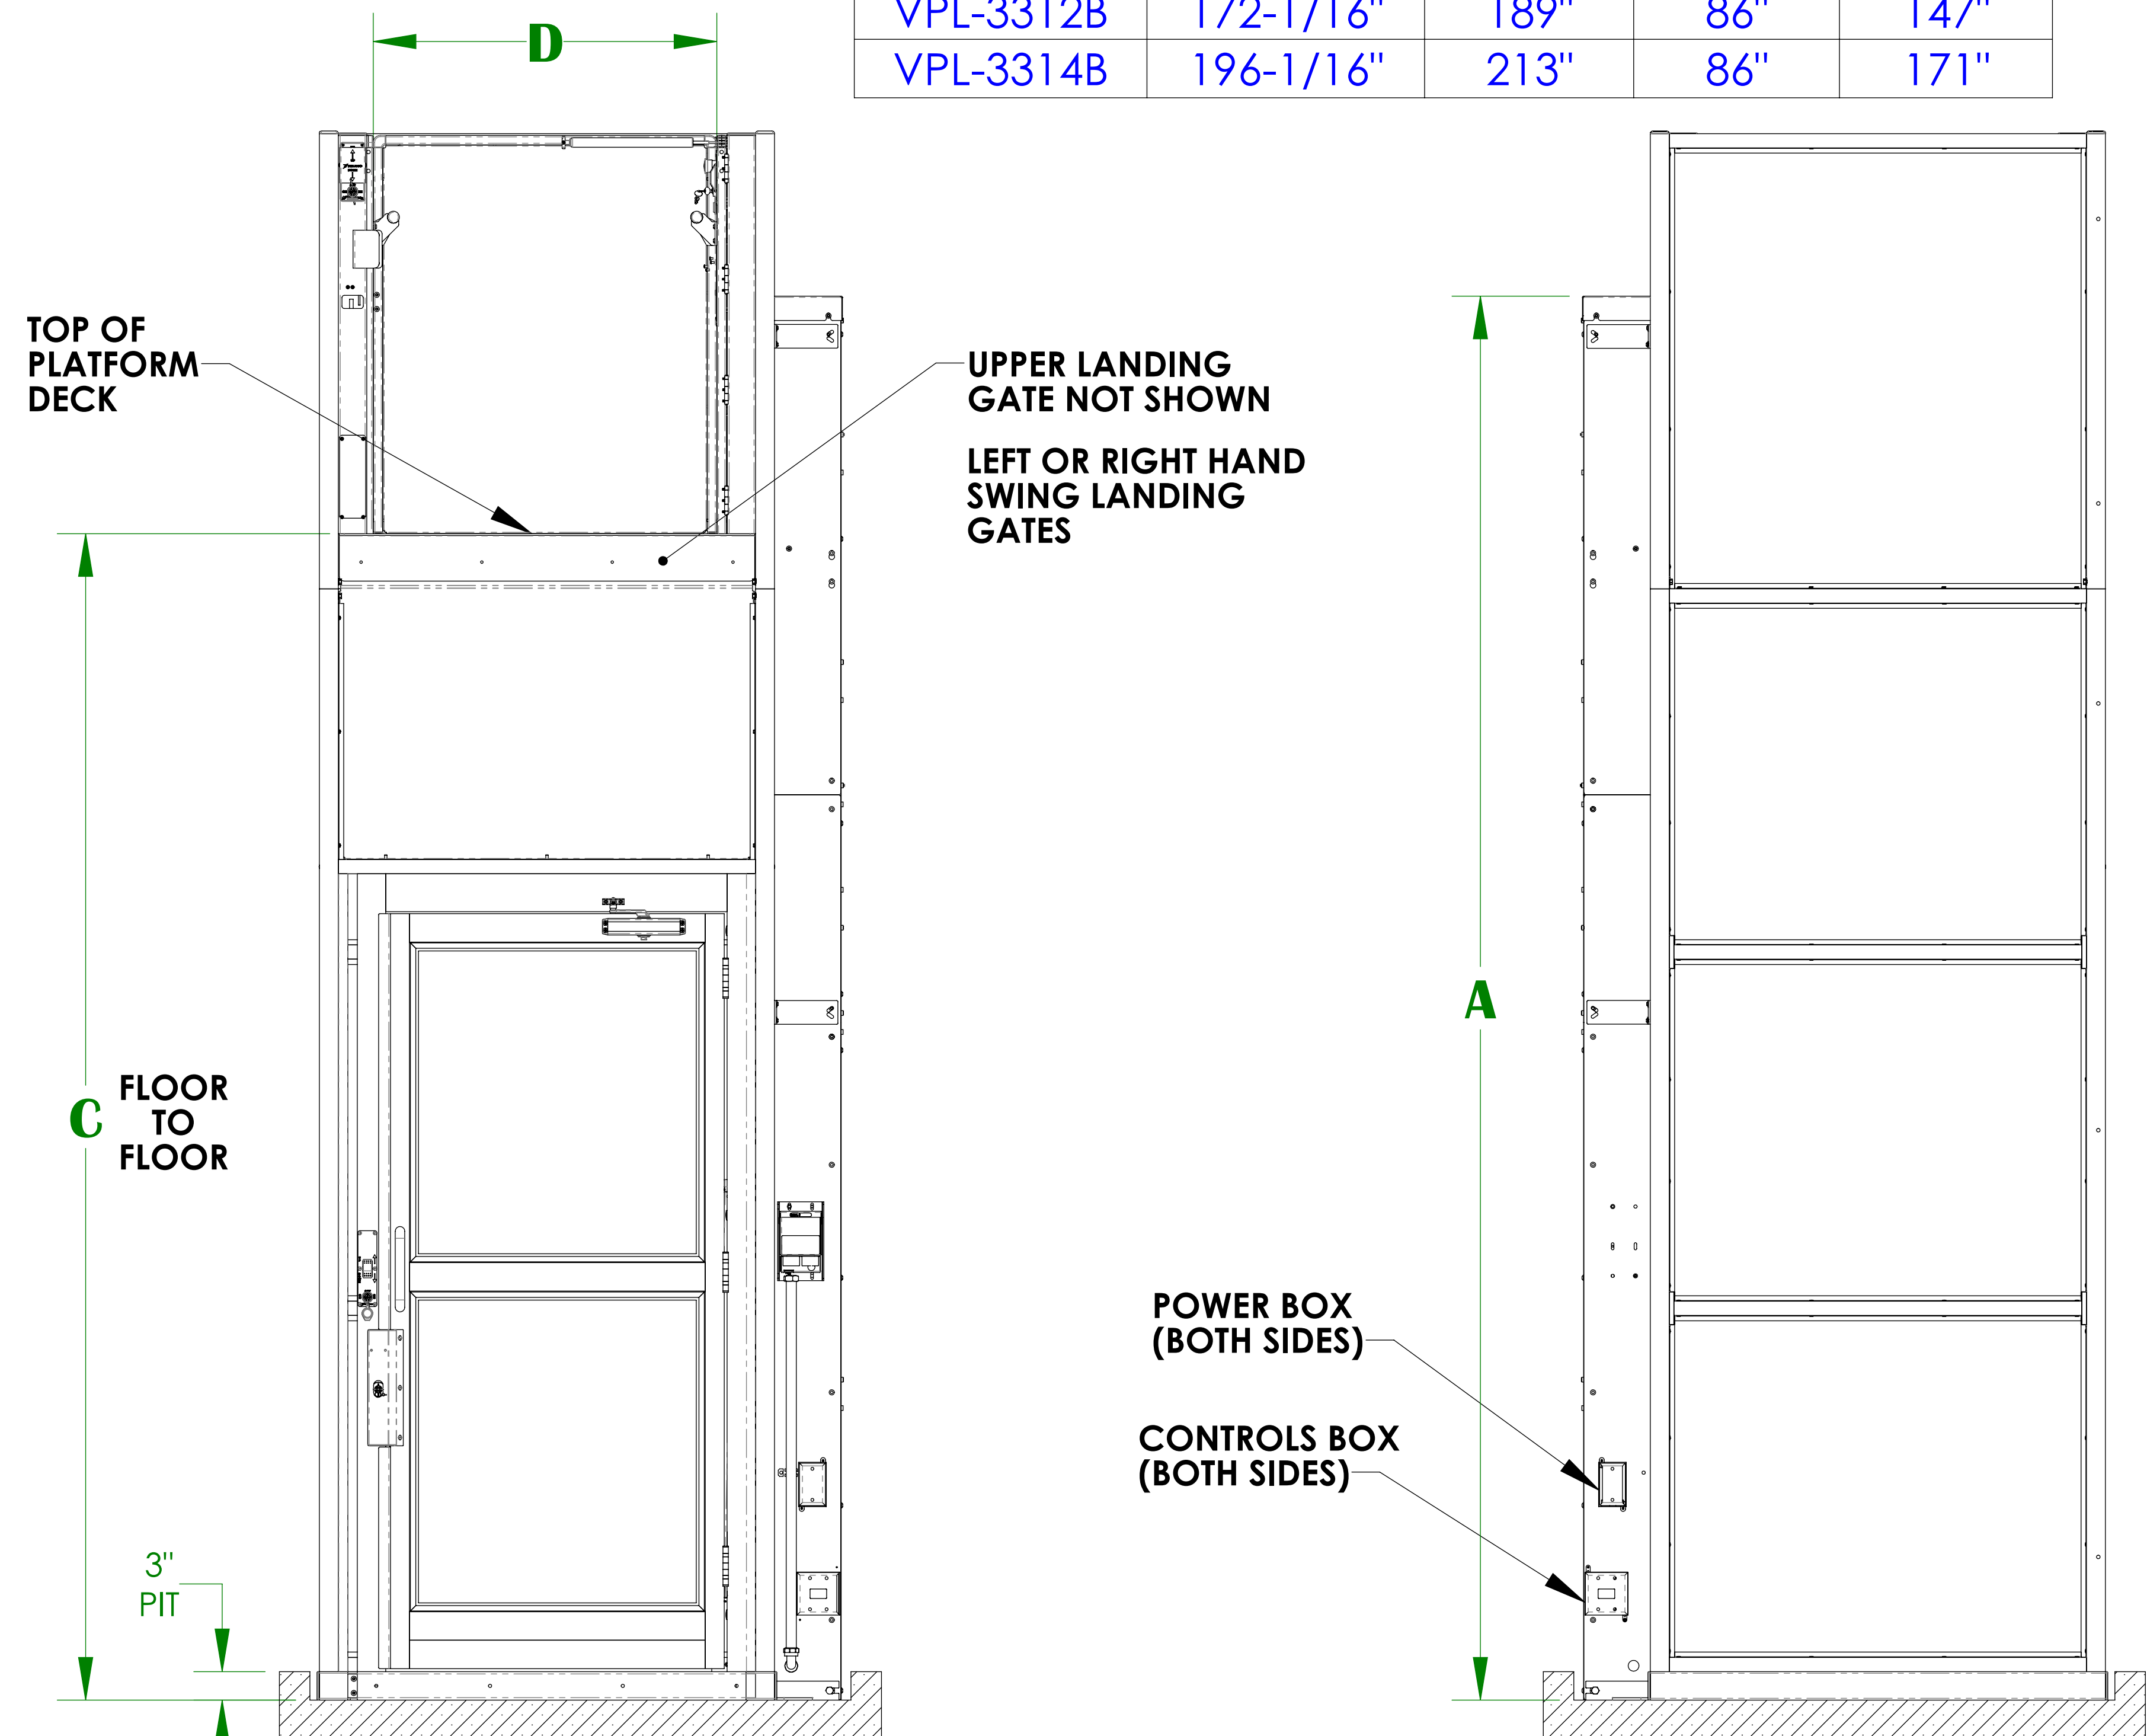 VPL-3312B 172-1/16" 189" 86" 147"
VPL-3314B 196-1/16" 213" 86" 171"
D
TOP OF
PLATFORM
DECK
UPPER LANDING
GATE NOT SHOWN
LEFT OR RIGHT HAND
SWING LANDING
GATES
A
C
FLOOR
TO
FLOOR
POWER BOX
(BOTH SIDES)
CONTROLS BOX
(BOTH SIDES)
3"
PIT